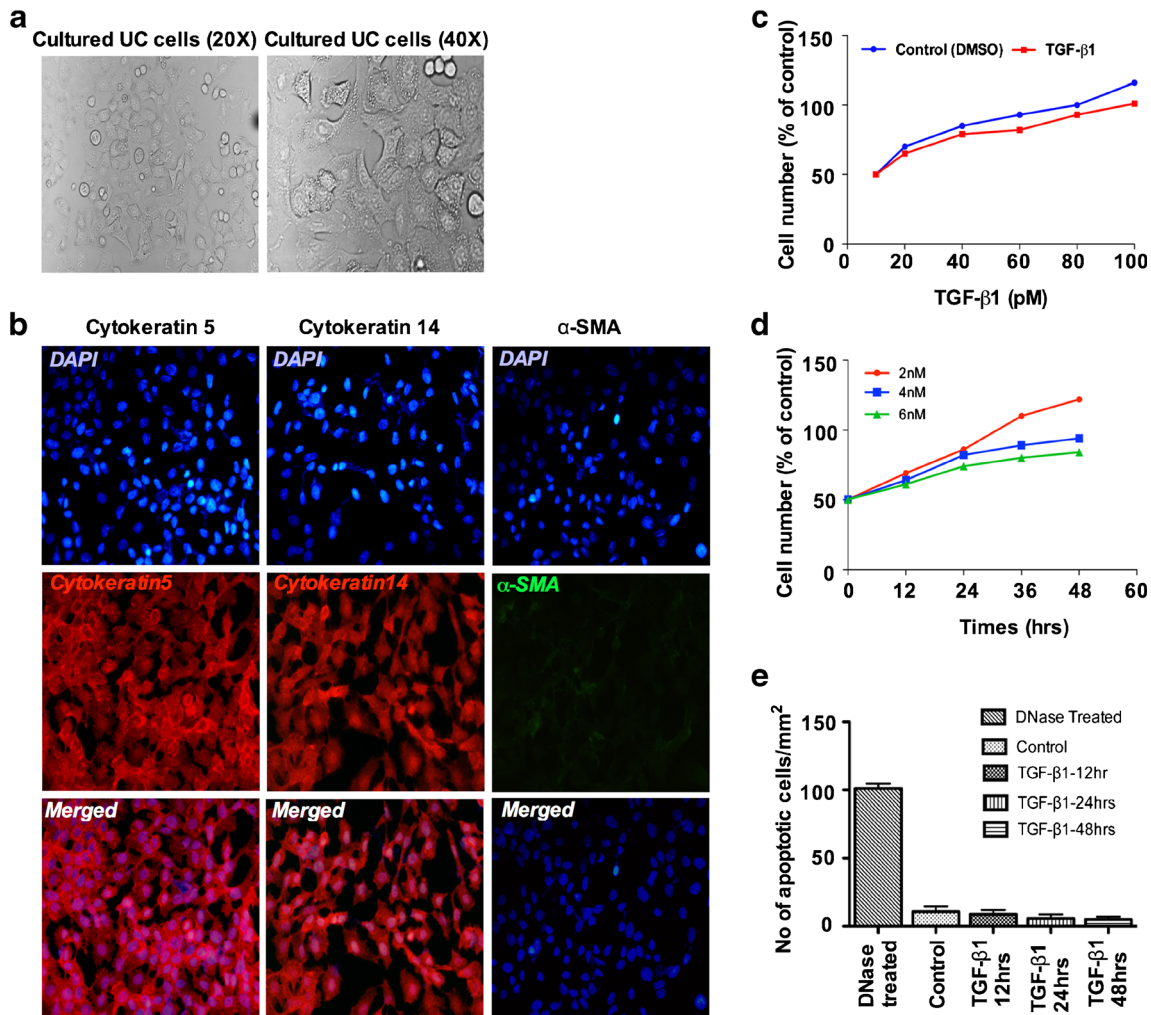 a
Cultured UC cells (20X)
Cultured UC cells (40X)
b
Cytokeratin 5
Cytokeratin 14
α-SMA
DAPI
DAPI
DAPI
Cytokeratin5
Cytokeratin14
α-SMA
Merged
Merged
Merged
c
Cell number (% of control)
150
100
50
0
Control (DMSO)
TGF-β1
0 20 40 60 80 100
TGF-β1 (pM)
d
Cell number (% of control)
150
100
50
0
2nM
4nM
6nM
0 12 24 36 48 60
Times (hrs)
e
No of apoptotic cells/mm²
150
100
50
0
DNase Treated
Control
TGF-β1-12hr
TGF-β1-24hrs
TGF-β1-48hrs
DNase
treated
Control
TGF-β1
12hrs
TGF-β1
24hrs
TGF-β1
48hrs